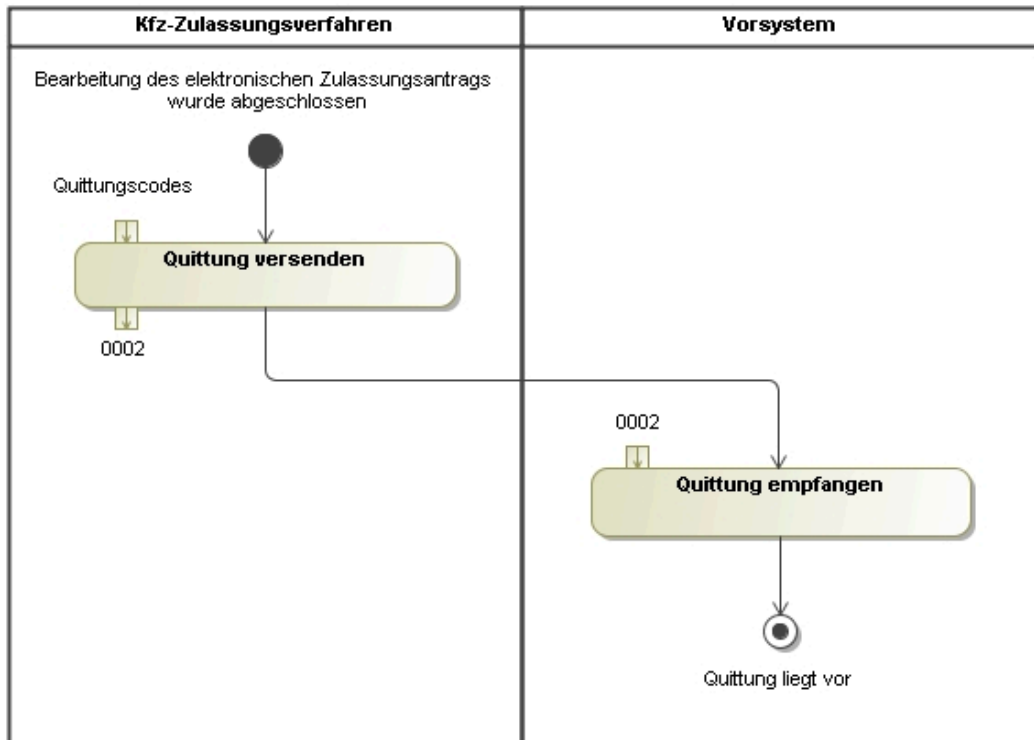 Kfz-Zulassungsverfahren
Vorsystem
Bearbeitung des elektronischen Zulassungsantrags
wurde abgeschlossen
Quittungscodes
Quittung versenden
0002
0002
Quittung empfangen
Quittung liegt vor